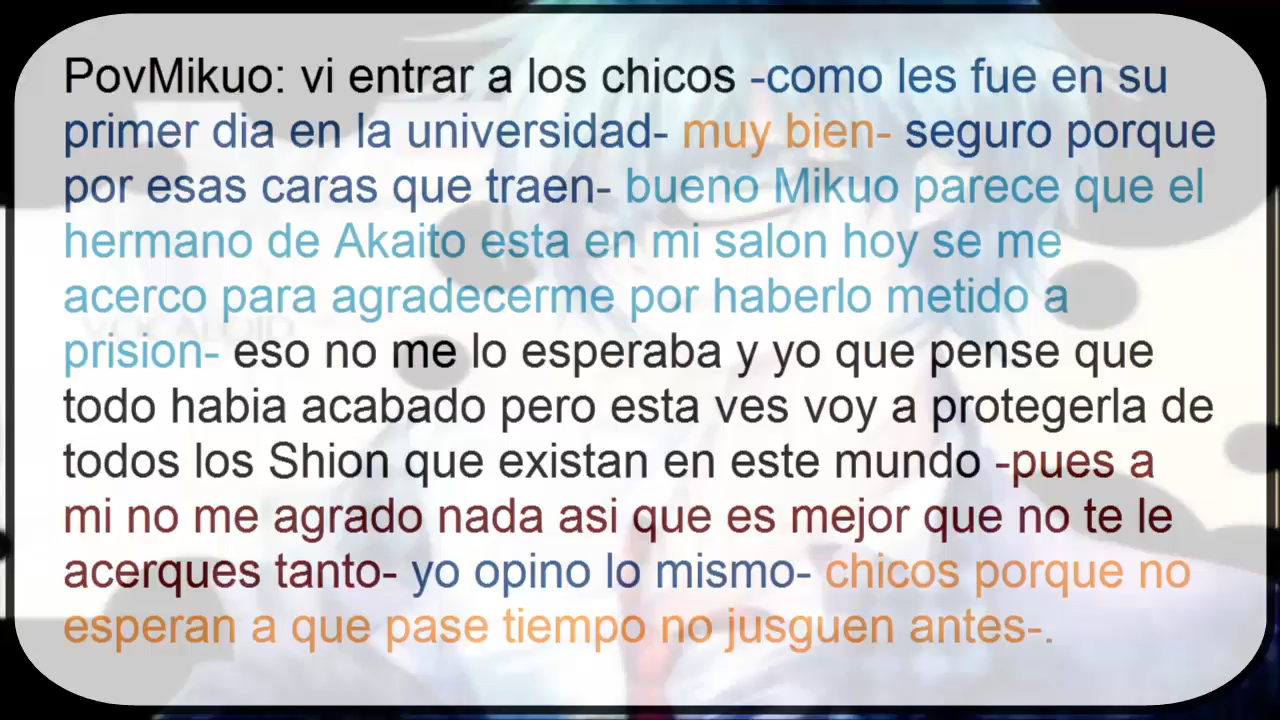 PovMikuo: vi entrar a los chicos -como les fue en su
primer dia en la universidad- muy bien- seguro porque
por esas caras que traen- bueno Mikuo parece que el
hermano de Akaito esta en mi salon hoy se me
acerco para agradecerme por haberlo metido a
prision- eso no me lo esperaba y yo que pense que
todo habia acabado pero esta ves voy a protegerla de
todos los Shion que existan en este mundo -pues a
mi no me agrado nada asi que es mejor que no te le
acerques tanto- yo opino lo mismo- chicos porque no
esperan a que pase tiempo no jusguen antes-.
VOCALOID